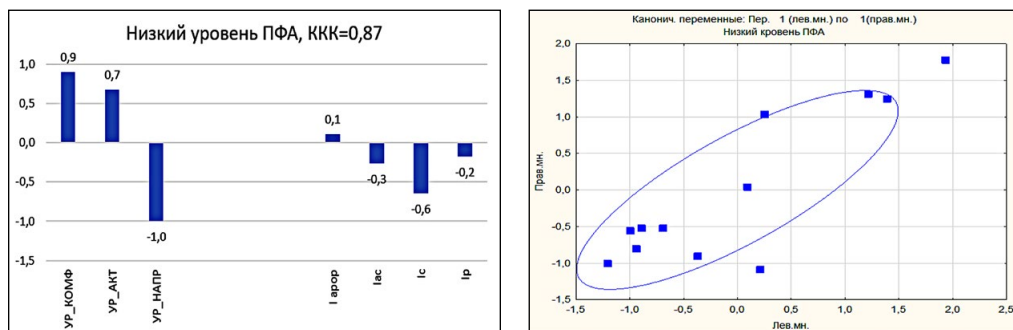 Низкий уровень ПФА, ККК=0,87
1,0
0,5
0,0
-0,5
-1,0
-1,5
0,9
0,7
-1,0
0,1
-0,3
-0,6
-0,2
УР_КОМФ
УР_АКТ
УР_НАПР
I apop
Iac
Ic
Ip
Канонич. переменные: Пер. 1 (лев.мн.) по 1(прав.мн.)
Низкий кровень ПФА
2,0
1,5
1,0
0,5
0,0
-0,5
-1,0
-1,5
Прав.мн.
-1,5
-1,0
-0,5
0,0
0,5
1,0
1,5
2,0
2,5
Лев.мн.